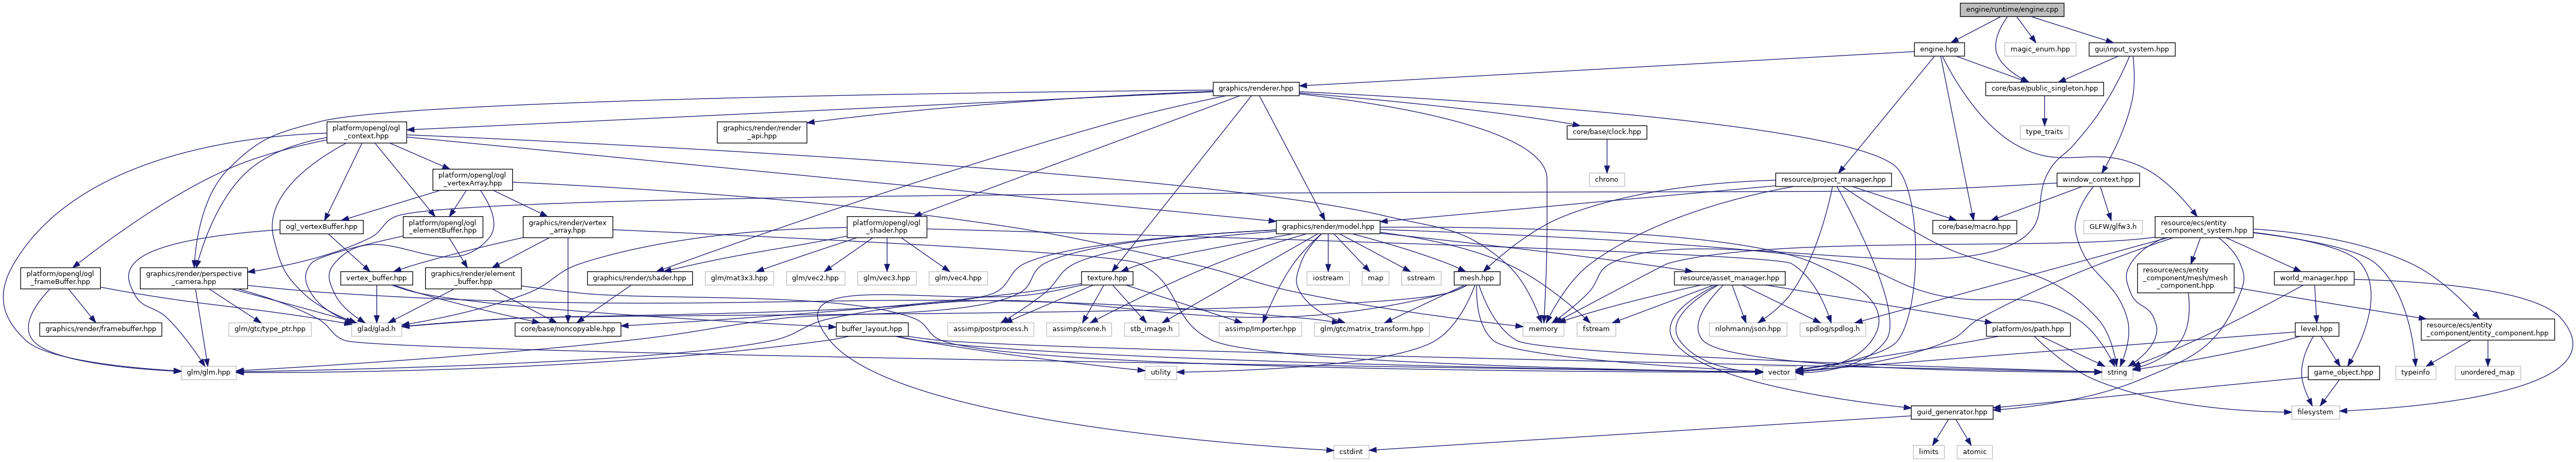 engine/runtime/engine.cpp
engine.hpp
magic_enum.hpp
gui/input_system.hpp
graphics/renderer.hpp
core/base/public_singleton.hpp
platform/opengl/ogl
_context.hpp
graphics/render/render
_api.hpp
core/base/clock.hpp
type_traits
platform/opengl/ogl
_vertexArray.hpp
chrono
resource/project_manager.hpp
window_context.hpp
ogl_vertexBuffer.hpp
platform/opengl/ogl
_elementBuffer.hpp
graphics/render/vertex
_array.hpp
platform/opengl/ogl
_shader.hpp
graphics/render/model.hpp
core/base/macro.hpp
GLFW/glfw3.h
resource/ecs/entity
_component_system.hpp
platform/opengl/ogl
_frameBuffer.hpp
graphics/render/perspective
_camera.hpp
vertex_buffer.hpp
graphics/render/element
_buffer.hpp
graphics/render/shader.hpp
glm/mat3x3.hpp
glm/vec2.hpp
glm/vec3.hpp
glm/vec4.hpp
texture.hpp
iostream
map
sstream
mesh.hpp
resource/asset_manager.hpp
resource/ecs/entity
_component/mesh/mesh
_component.hpp
world_manager.hpp
graphics/render/framebuffer.hpp
glm/gtc/type_ptr.hpp
glad/glad.h
core/base/noncopyable.hpp
buffer_layout.hpp
assimp/postprocess.h
assimp/scene.h
stb_image.h
assimp/Importer.hpp
glm/gtc/matrix_transform.hpp
memory
fstream
nlohmann/json.hpp
spdlog/spdlog.h
platform/os/path.hpp
level.hpp
resource/ecs/entity
_component/entity_component.hpp
glm/glm.hpp
utility
vector
string
game_object.hpp
typeinfo
unordered_map
guid_genenrator.hpp
filesystem
cstdint
limits
atomic